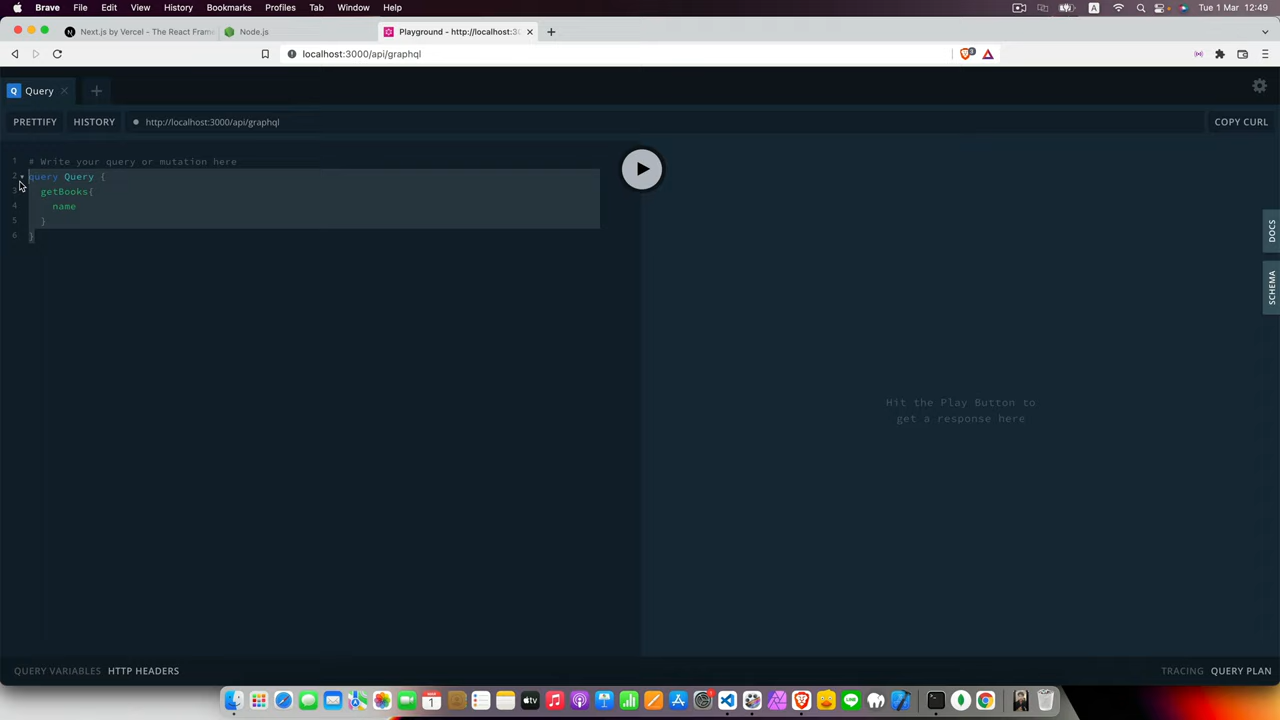 Brave File Edit View History Bookmarks Profiles Tab Window Help A Tue 1 Mar 12:49
Next.js by Vercel - The React Fram Node.js Playground - http://localhost:3
localhost:3000/api/graphql
Q Query
PRETTIFY HISTORY http://localhost:3000/api/graphql COPY CURL
1 # Write your query or mutation here
2 query Query {
3 getBooks{
4 name
5 }
6 }
DOCS
SCHEMA
Hit the Play Button to
get a response here
QUERY VARIABLES HTTP HEADERS TRACING QUERY PLAN